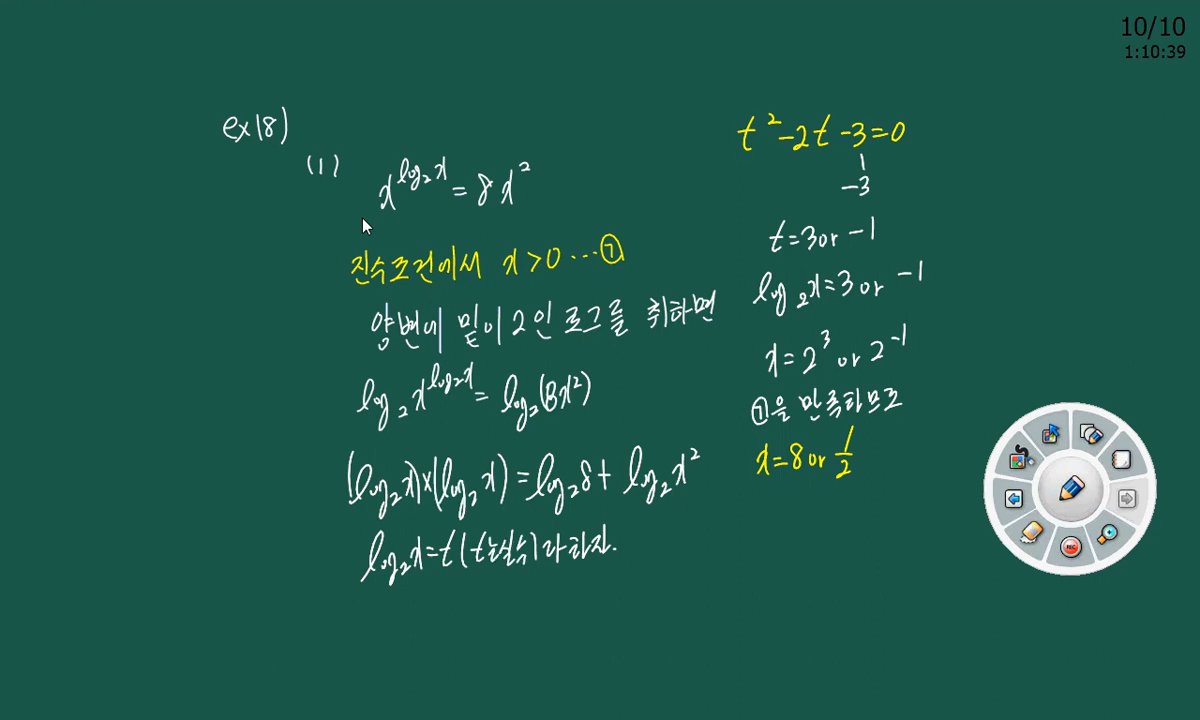 10/10
1:10:39
ex18)
(1)
x^{log₂x} = 8x²
진수조건에서 x > 0 … ㉠
양변에 밑이 2인 로그를 취하면
log₂x^{log₂x} = log₂(8x²)
(log₂x)×(log₂x) = log₂8 + log₂x²
log₂x = t (t는실수)라 하자.
t² - 2t - 3 = 0
1
-3
t = 3 or -1
log₂x = 3 or -1
x = 2³ or 2⁻¹
㉠을 만족하므로
x = 8 or 1/2
REC